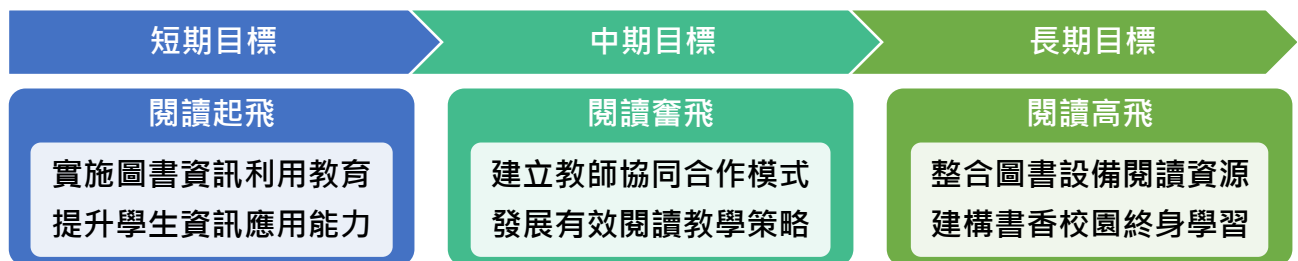 短期目標
中期目標
長期目標
閱讀起飛
實施圖書資訊利用教育
提升學生資訊應用能力
閱讀奮飛
建立教師協同合作模式
發展有效閱讀教學策略
閱讀高飛
整合圖書設備閱讀資源
建構書香校園終身學習